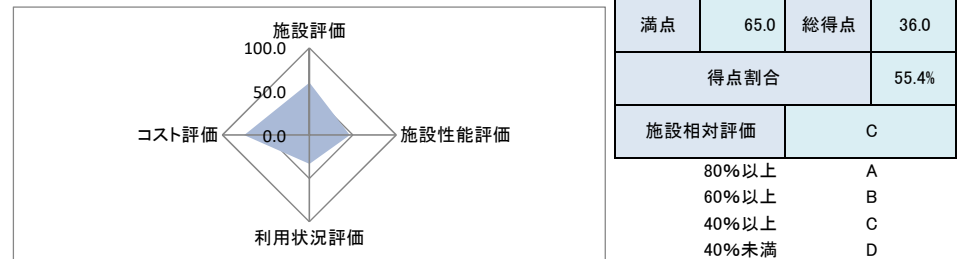 施設評価
100.0
50.0
0.0
コスト評価
施設性能評価
利用状況評価
満点 65.0 総得点 36.0
得点割合 55.4%
施設相対評価 C
80%以上 A
60%以上 B
40%以上 C
40%未満 D